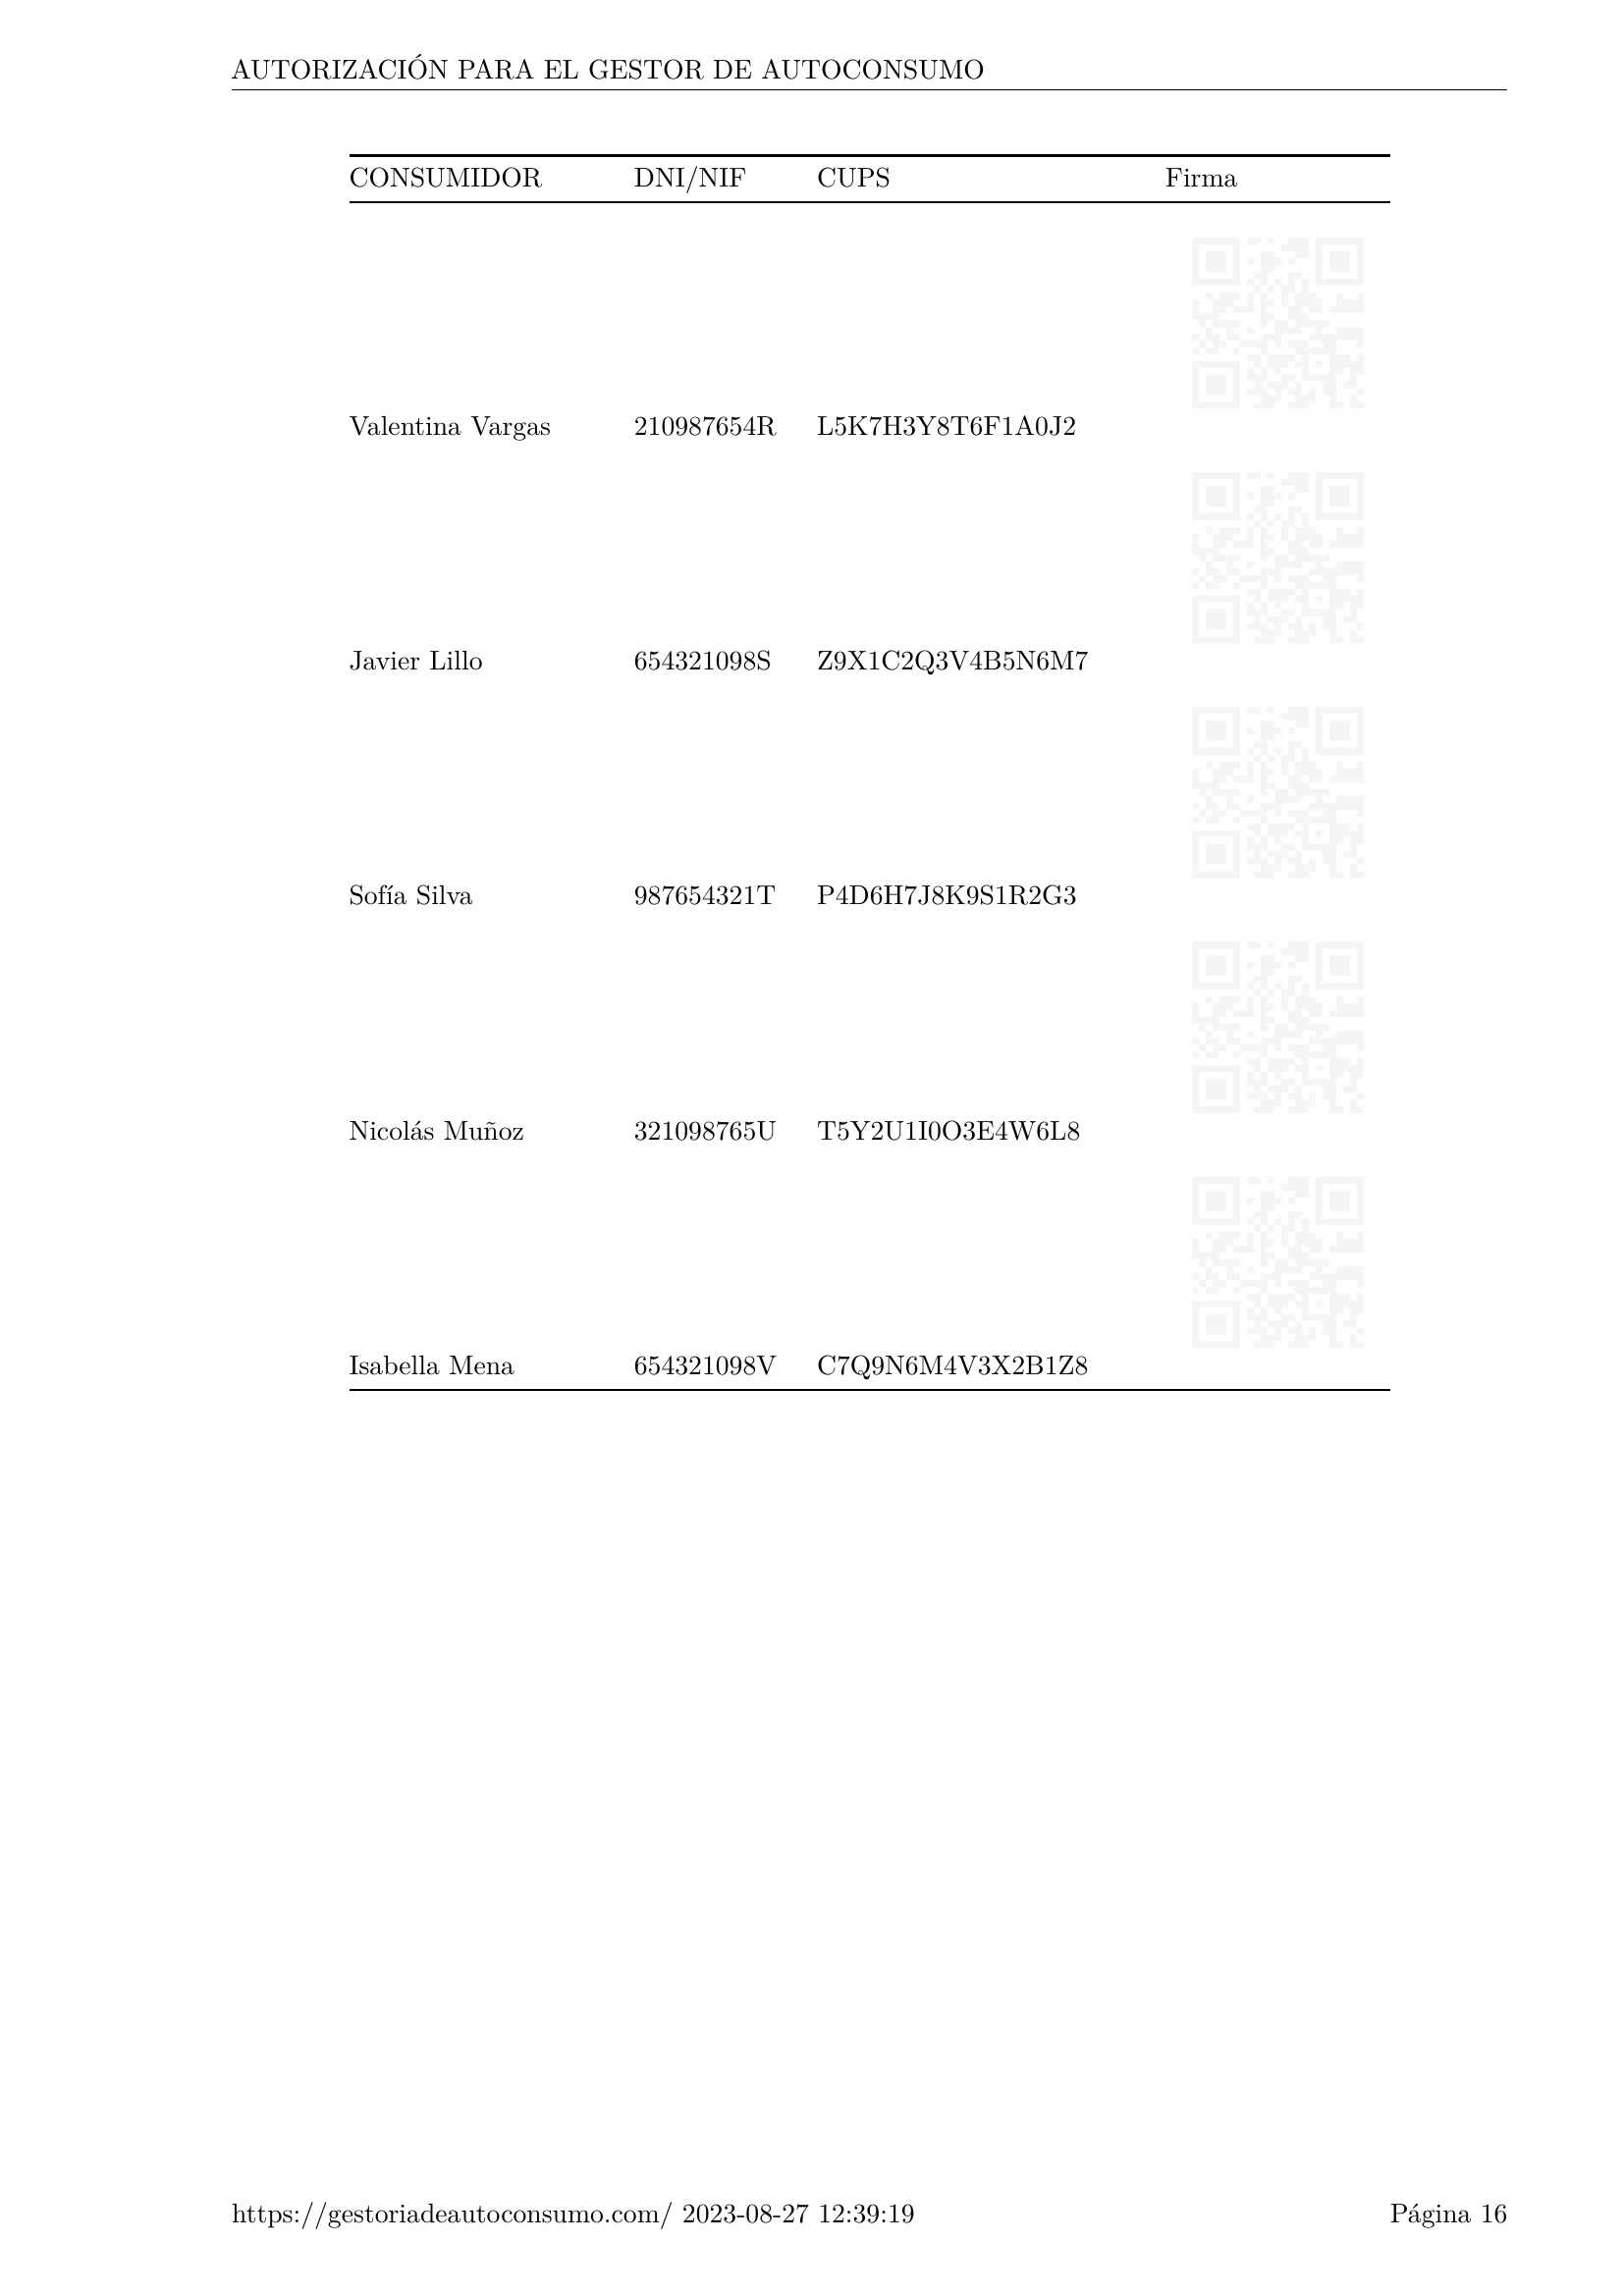 AUTORIZACIÓN PARA EL GESTOR DE AUTOCONSUMO
CONSUMIDOR DNI/NIF CUPS Firma
Valentina Vargas 210987654R L5K7H3Y8T6F1A0J2
Javier Lillo 654321098S Z9X1C2Q3V4B5N6M7
Sofía Silva 987654321T P4D6H7J8K9S1R2G3
Nicolás Muñoz 321098765U T5Y2U1I0O3E4W6L8
Isabella Mena 654321098V C7Q9N6M4V3X2B1Z8
https://gestoriadeautoconsumo.com/ 2023-08-27 12:39:19 Página 16